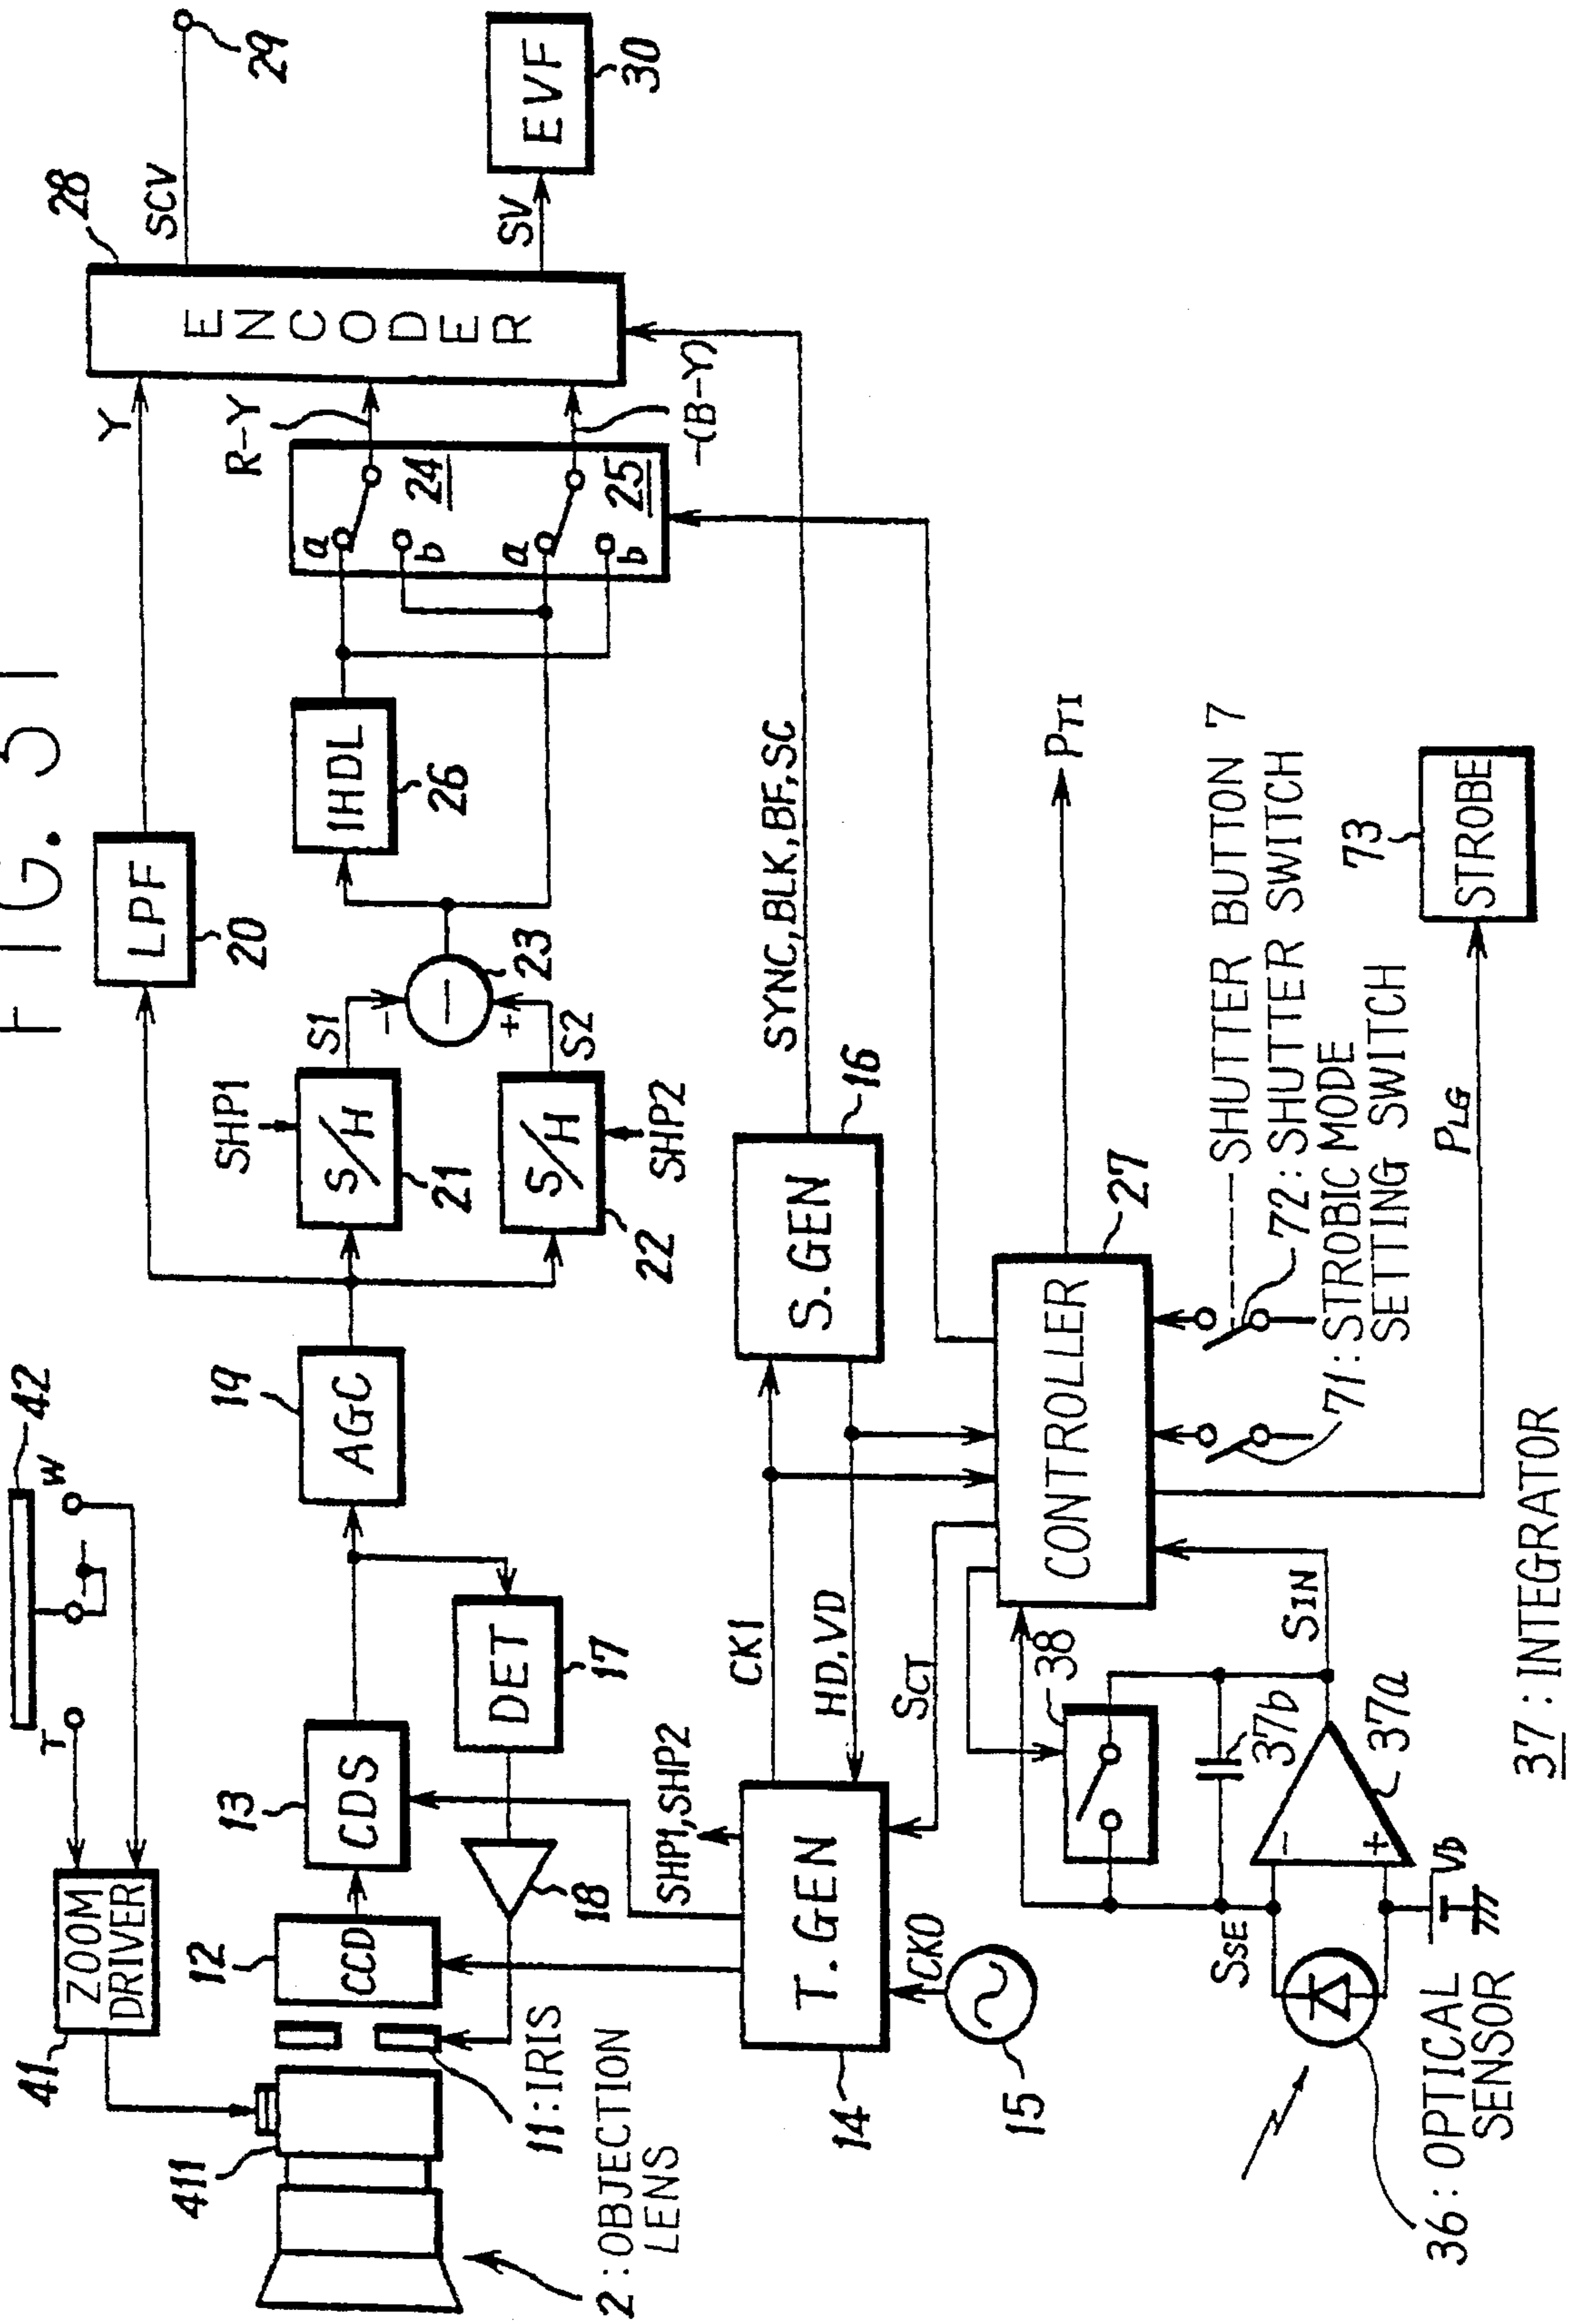 FIG. 51
42
T
W
41
ZOOM
DRIVER
411
2 : OBJECTION
LENS
11 : IRIS
12
CCD
13
CDS
DET
17
18
19
AGC
LPF
20
SHP1
S/H
21
S1
S/H
22
SHP2
S2
−
+
−
23
1HDL
26
a
b
24
a
b
25
Y
R-Y
-(B-Y)
ENCODER
28
SCV
29
SV
EVF
30
SHP1,SHP2
T.GEN
14
CKO
15
CK1
HD,VD
SCT
S.GEN
16
SYNC,BLK,BF,SC
CONTROLLER
27
PTI
38
37b
37a
−
+
SSE
SIN
VD
36 : OPTICAL
SENSOR
37 : INTEGRATOR
SHUTTER BUTTON 7
72 : SHUTTER SWITCH
71 : STROBIC MODE
SETTING SWITCH
PLG
73
STROBE